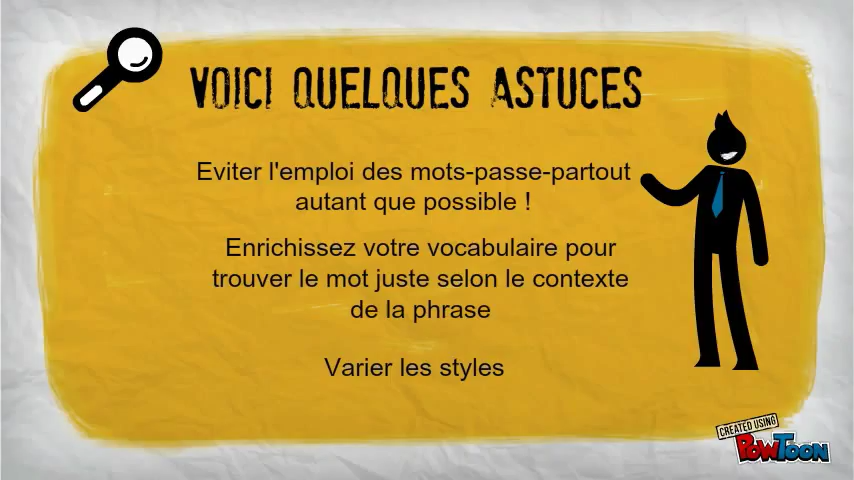 VOICI QUELQUES ASTUCES
Eviter l'emploi des mots-passe-partout
autant que possible !
Enrichissez votre vocabulaire pour
trouver le mot juste selon le contexte
de la phrase
Varier les styles
CREATED USING
POWTOON